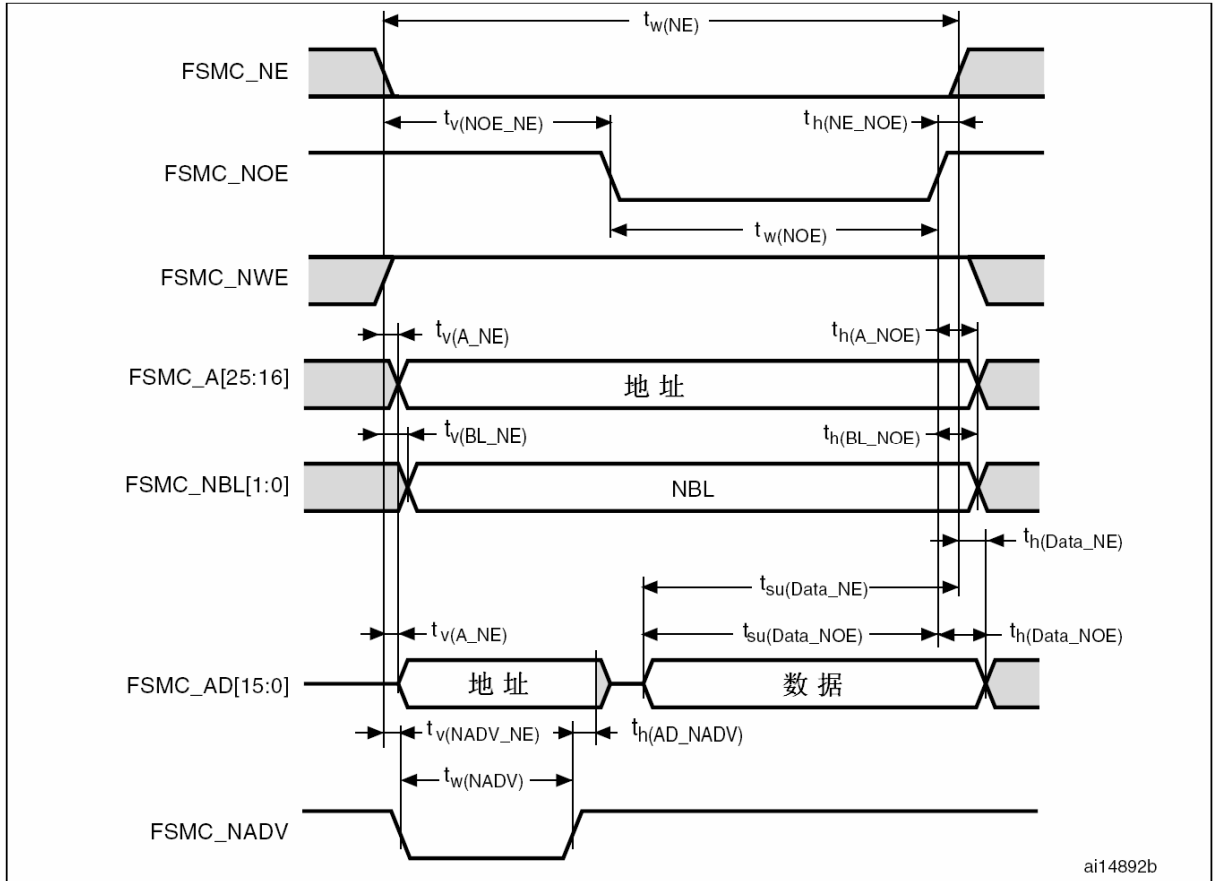 tw(NE)
FSMC_NE
tv(NOE_NE)
th(NE_NOE)
FSMC_NOE
tw(NOE)
FSMC_NWE
tv(A_NE)
th(A_NOE)
FSMC_A[25:16]
地址
tv(BL_NE)
th(BL_NOE)
FSMC_NBL[1:0]
NBL
th(Data_NE)
tsu(Data_NE)
tv(A_NE)
tsu(Data_NOE)
th(Data_NOE)
FSMC_AD[15:0]
地址
数据
tv(NADV_NE)
th(AD_NADV)
tw(NADV)
FSMC_NADV
ai14892b